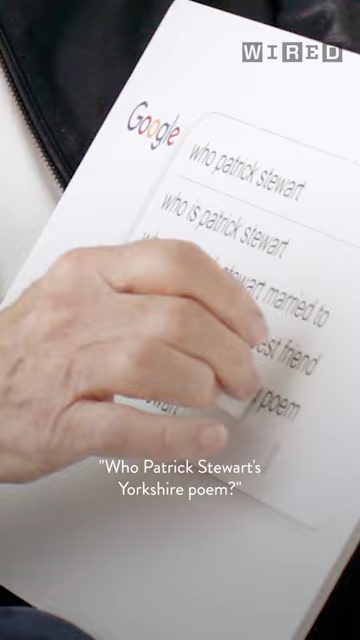 WIRED
Google
who patrick stewart
who is patrick stewart
stewart married to
friend
poem
"Who Patrick Stewart's
Yorkshire poem?"